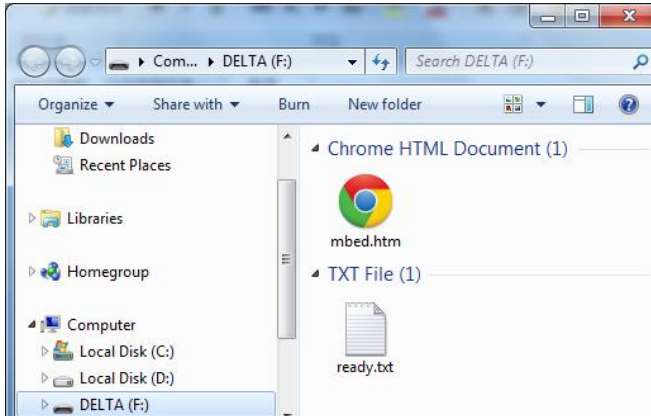 Com... DELTA (F:)
Search DELTA (F:)
Organize Share with Burn New folder
Downloads
Recent Places
Libraries
Homegroup
Computer
Local Disk (C:)
Local Disk (D:)
DELTA (F:)
Chrome HTML Document (1)
mbed.htm
TXT File (1)
ready.txt